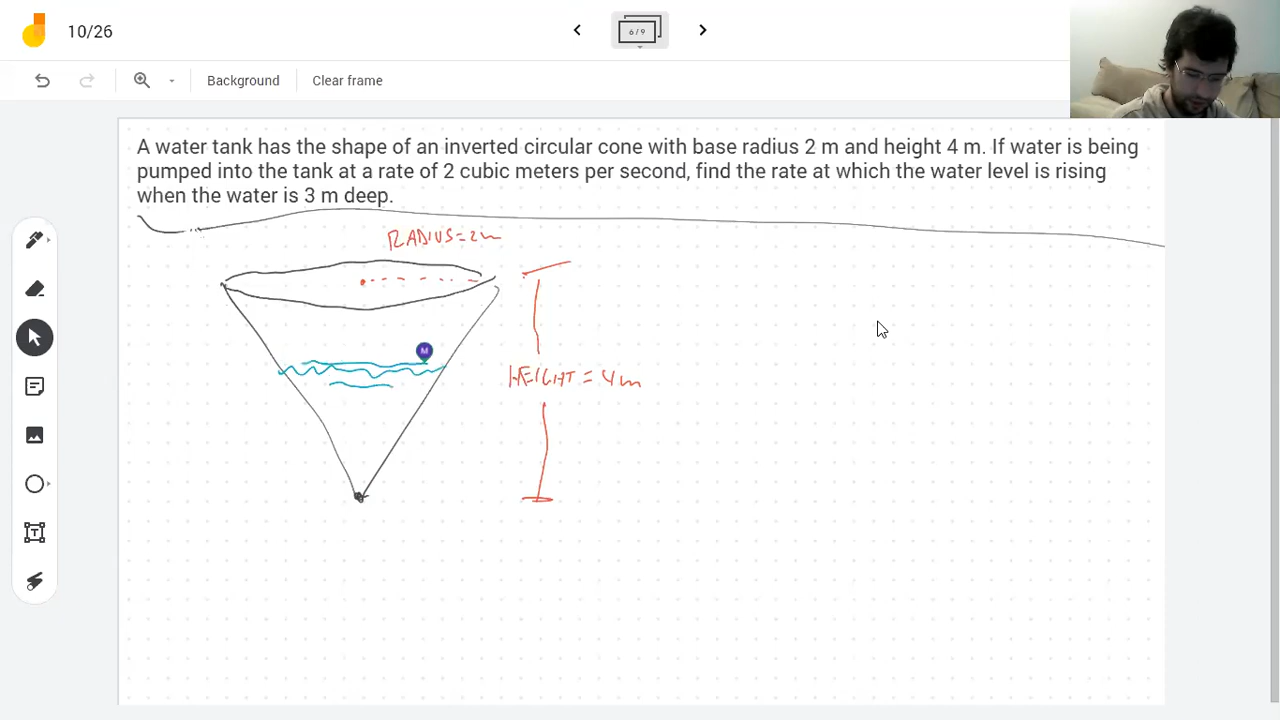 10/26
6 / 9
Background
Clear frame
A water tank has the shape of an inverted circular cone with base radius 2 m and height 4 m. If water is being
pumped into the tank at a rate of 2 cubic meters per second, find the rate at which the water level is rising
when the water is 3 m deep.
RADIUS=2m
M
HEIGHT = 4m